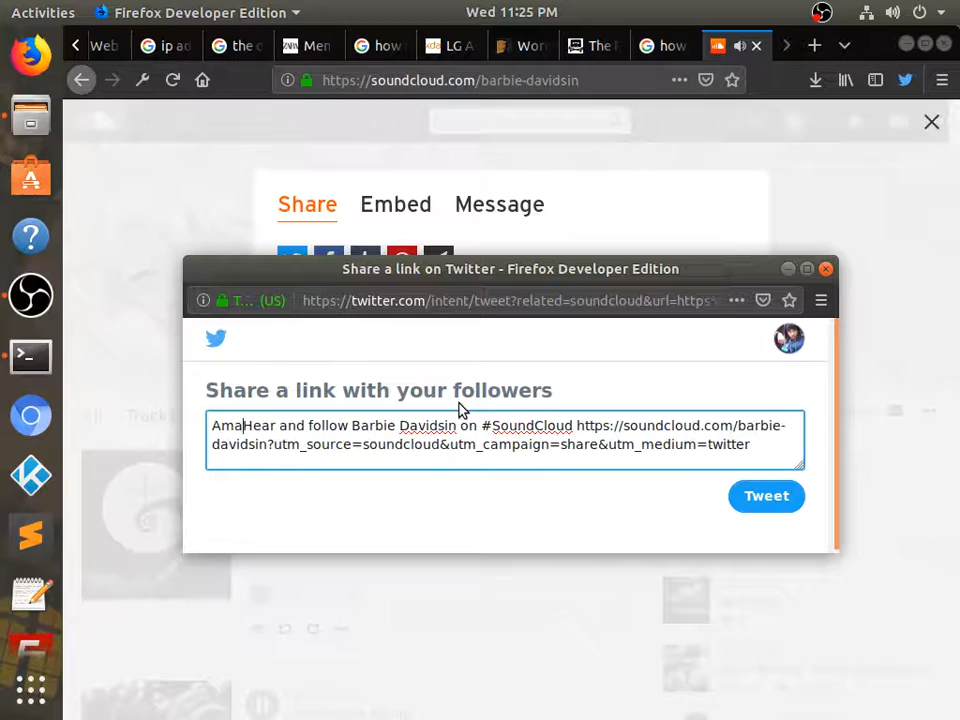 Activities
Firefox Developer Edition
Wed 11:25 PM
Web
ip ad
the c
Men
how
LG A
Wor
The I
how
https://soundcloud.com/barbie-davidsin
Share Embed Message
Share a link on Twitter - Firefox Developer Edition
T… (US)
https://twitter.com/intent/tweet?related=soundcloud&url=https
Share a link with your followers
AmaHear and follow Barbie Davidsin on #SoundCloud https://soundcloud.com/barbie-
davidsin?utm_source=soundcloud&utm_campaign=share&utm_medium=twitter
Tweet
All Tracks